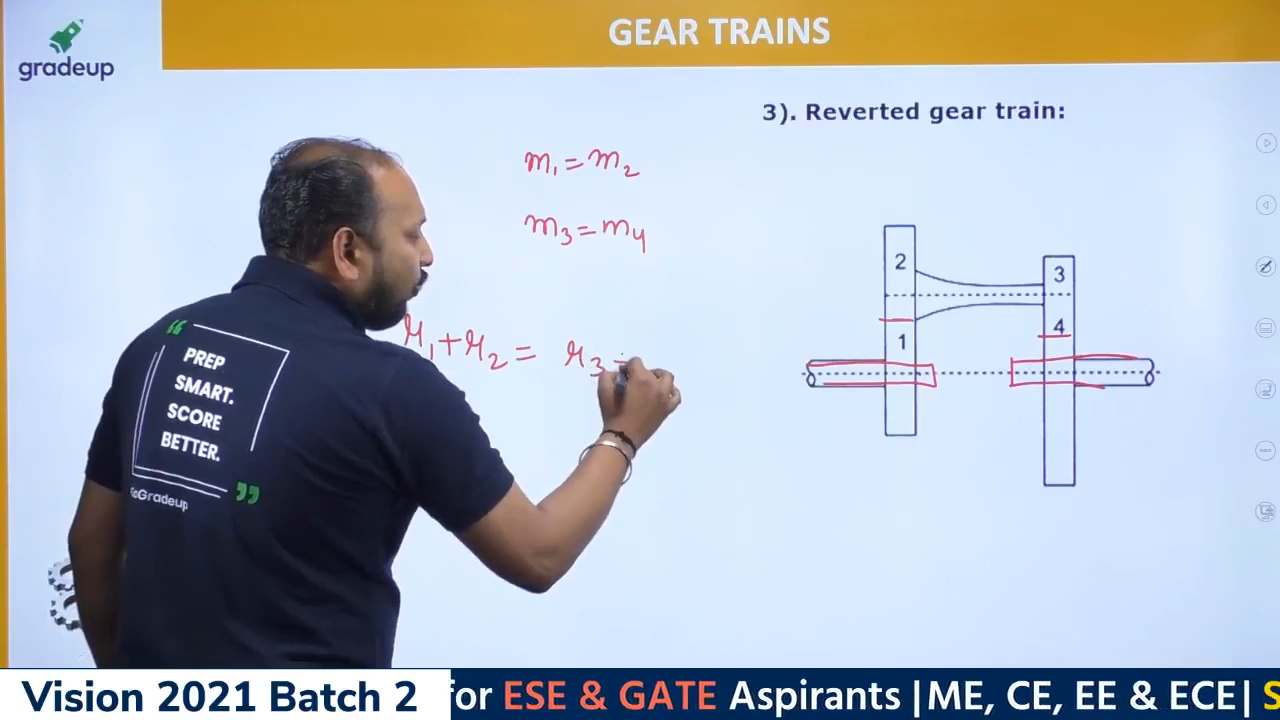 GEAR TRAINS
gradeup
3). Reverted gear train:
m₁ = m₂
m₃ = m₄
r₁ + r₂ = r₃
2
3
1
4
“
PREP
SMART.
SCORE
BETTER.
”
GoGradeup
Vision 2021 Batch 2
for ESE & GATE Aspirants | ME, CE, EE & ECE| S